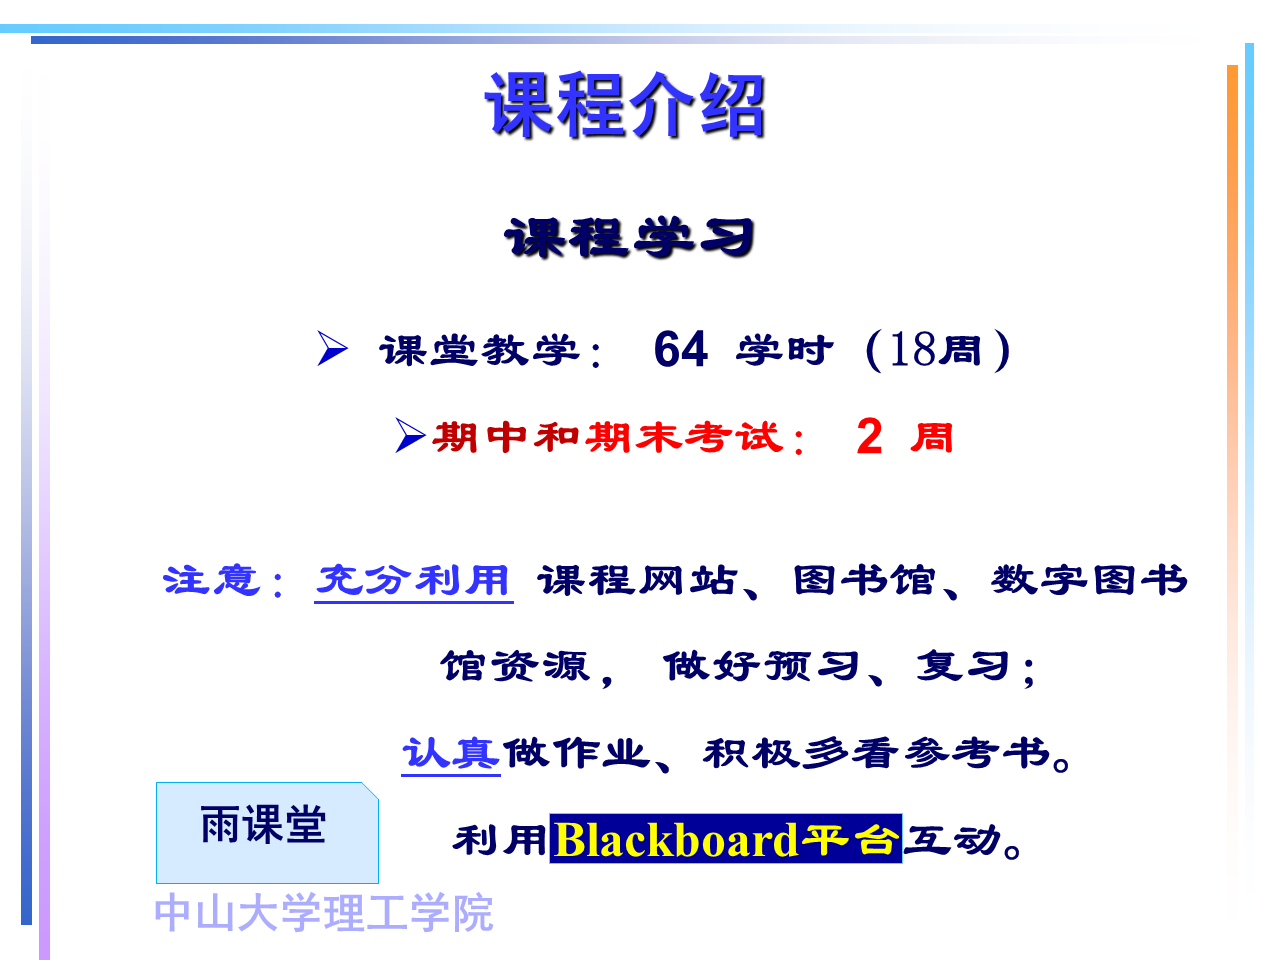 课程介绍
课程学习
课堂教学： 64 学时（18周）
期中和期末考试： 2 周
注意：充分利用 课程网站、图书馆、数字图书
馆资源， 做好预习、复习；
认真做作业、积极多看参考书。
雨课堂
利用Blackboard平台互动。
中山大学理工学院